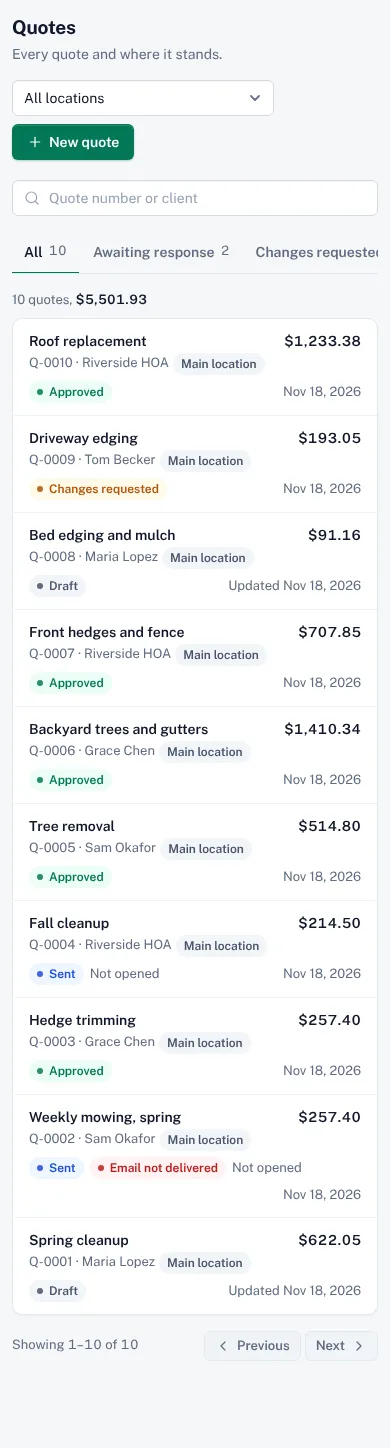 Quotes
Every quote and where it stands.
All locations
New quote
Quote number or client
All 10 Awaiting response 2 Changes requested
10 quotes, $5,501.93
Roof replacement $1,233.38
Q-0010 · Riverside HOA Main location
Approved Nov 18, 2026
Driveway edging $193.05
Q-0009 · Tom Becker Main location
Changes requested Nov 18, 2026
Bed edging and mulch $91.16
Q-0008 · Maria Lopez Main location
Draft Updated Nov 18, 2026
Front hedges and fence $707.85
Q-0007 · Riverside HOA Main location
Approved Nov 18, 2026
Backyard trees and gutters $1,410.34
Q-0006 · Grace Chen Main location
Approved Nov 18, 2026
Tree removal $514.80
Q-0005 · Sam Okafor Main location
Approved Nov 18, 2026
Fall cleanup $214.50
Q-0004 · Riverside HOA Main location
Sent Not opened Nov 18, 2026
Hedge trimming $257.40
Q-0003 · Grace Chen Main location
Approved Nov 18, 2026
Weekly mowing, spring $257.40
Q-0002 · Sam Okafor Main location
Sent Email not delivered Not opened
Nov 18, 2026
Spring cleanup $622.05
Q-0001 · Maria Lopez Main location
Draft Updated Nov 18, 2026
Showing 1–10 of 10 Previous Next